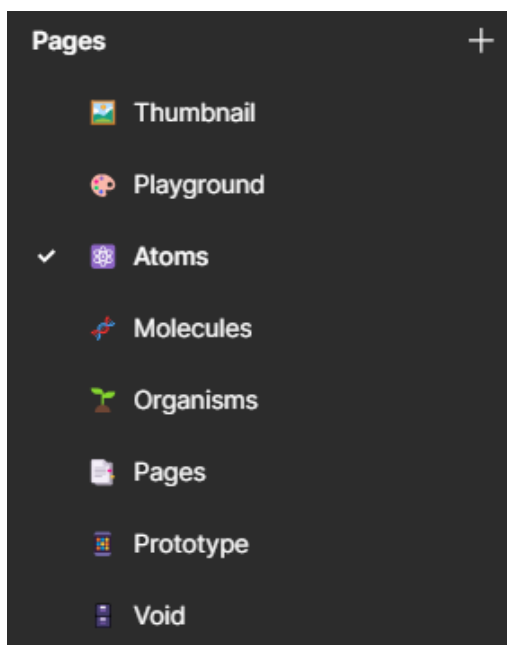 Pages
Thumbnail
Playground
Atoms
Molecules
Organisms
Pages
Prototype
Void